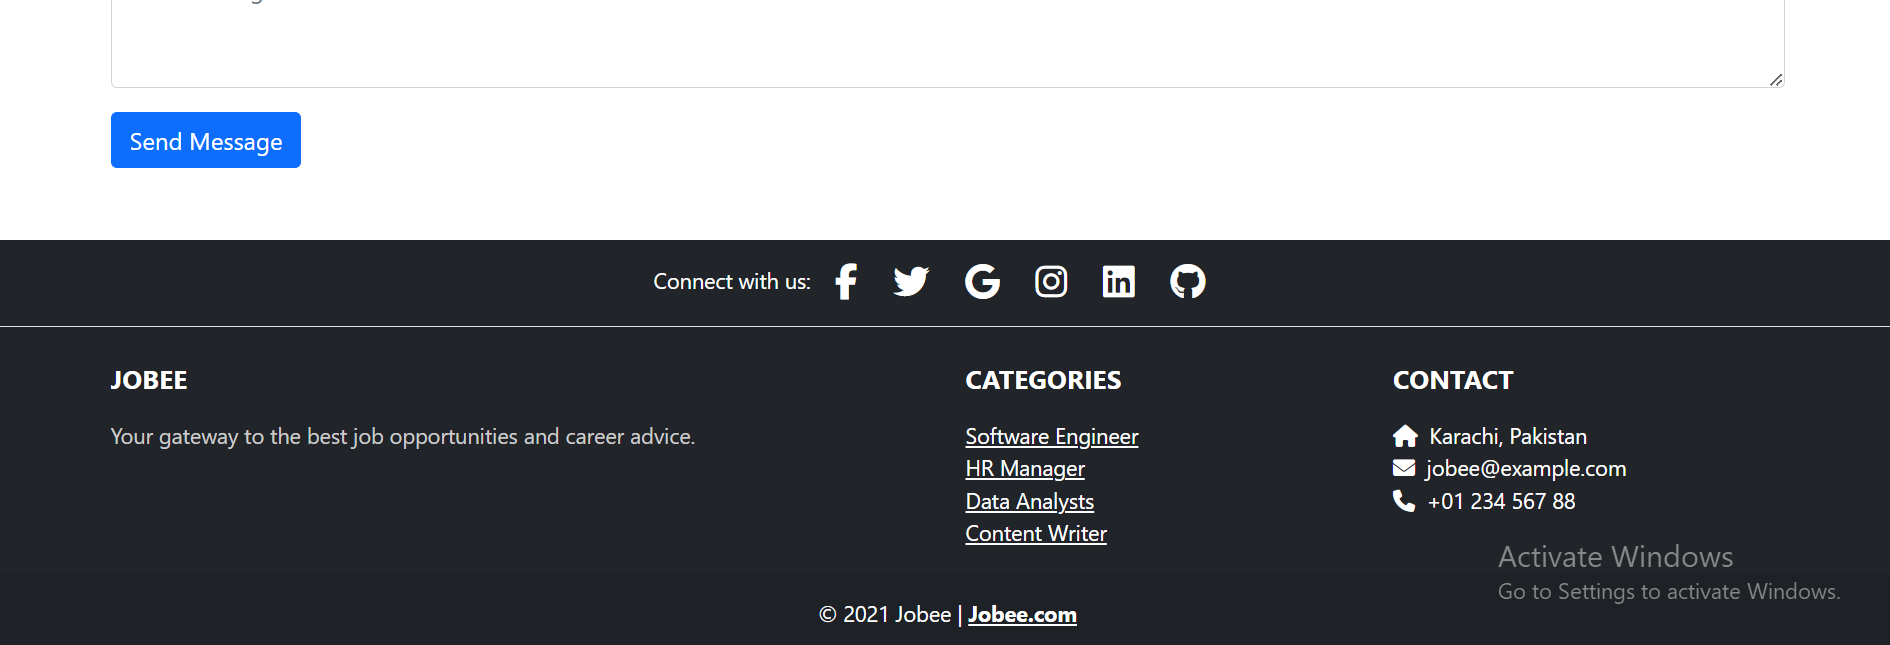 Send Message
Connect with us:
JOBEE
Your gateway to the best job opportunities and career advice.
CATEGORIES
Software Engineer
HR Manager
Data Analysts
Content Writer
CONTACT
Karachi, Pakistan
jobee@example.com
+01 234 567 88
Activate Windows
Go to Settings to activate Windows.
© 2021 Jobee | Jobee.com